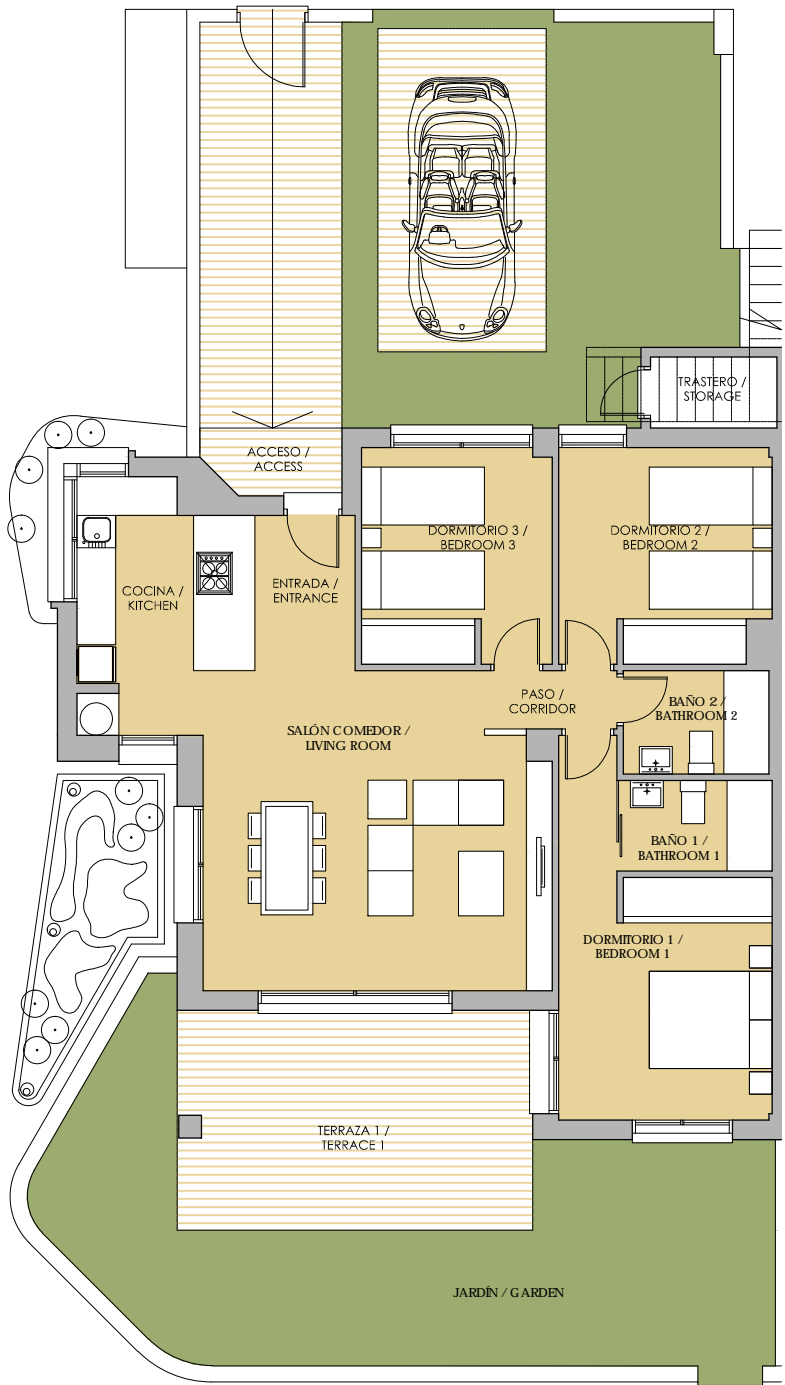 TRASTERO /
STORAGE
ACCESO /
ACCESS
DORMITORIO 3 /
BEDROOM 3
DORMITORIO 2 /
BEDROOM 2
COCINA /
KITCHEN
ENTRADA /
ENTRANCE
PASO /
CORRIDOR
BAÑO 2 /
BATHROOM 2
SALÓN COMEDOR /
LIVING ROOM
BAÑO 1 /
BATHROOM 1
DORMITORIO 1 /
BEDROOM 1
TERRAZA 1 /
TERRACE 1
JARDÍN / GARDEN